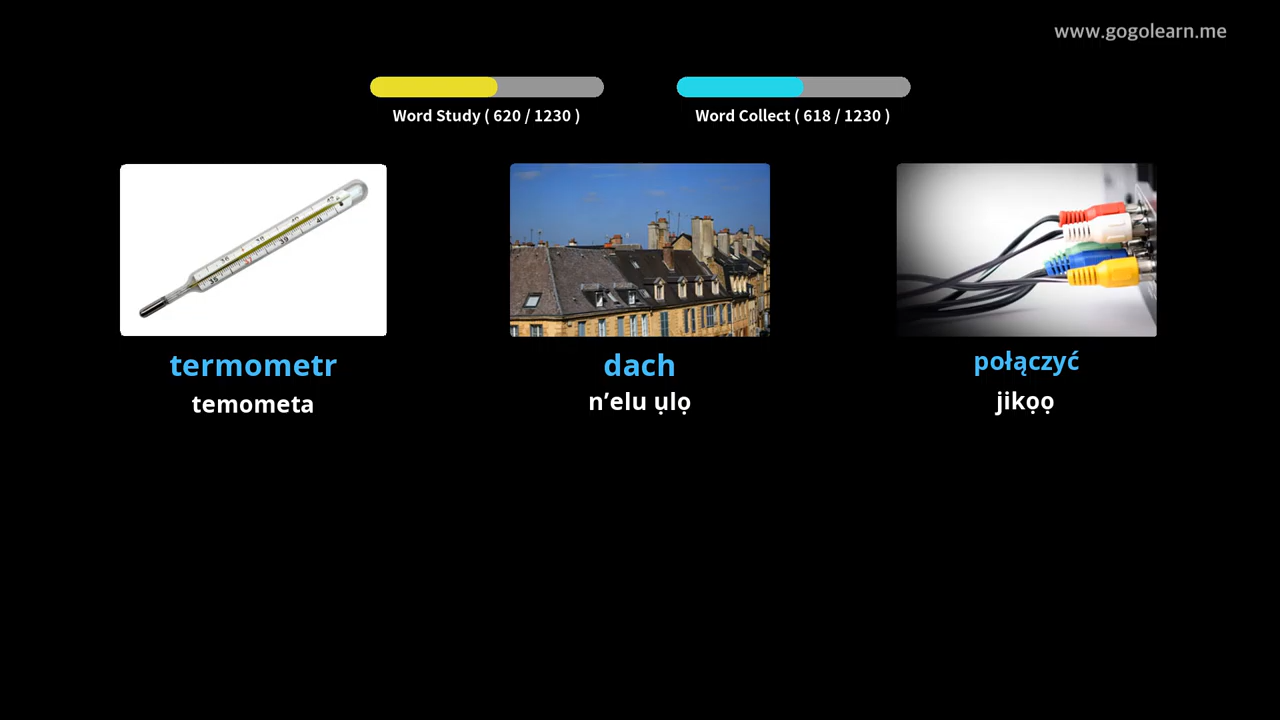 www.gogolearn.me
Word Study ( 620 / 1230 )
Word Collect ( 618 / 1230 )
termometr
dach
połączyć
temometa
n’elu ụlọ
jikọọ